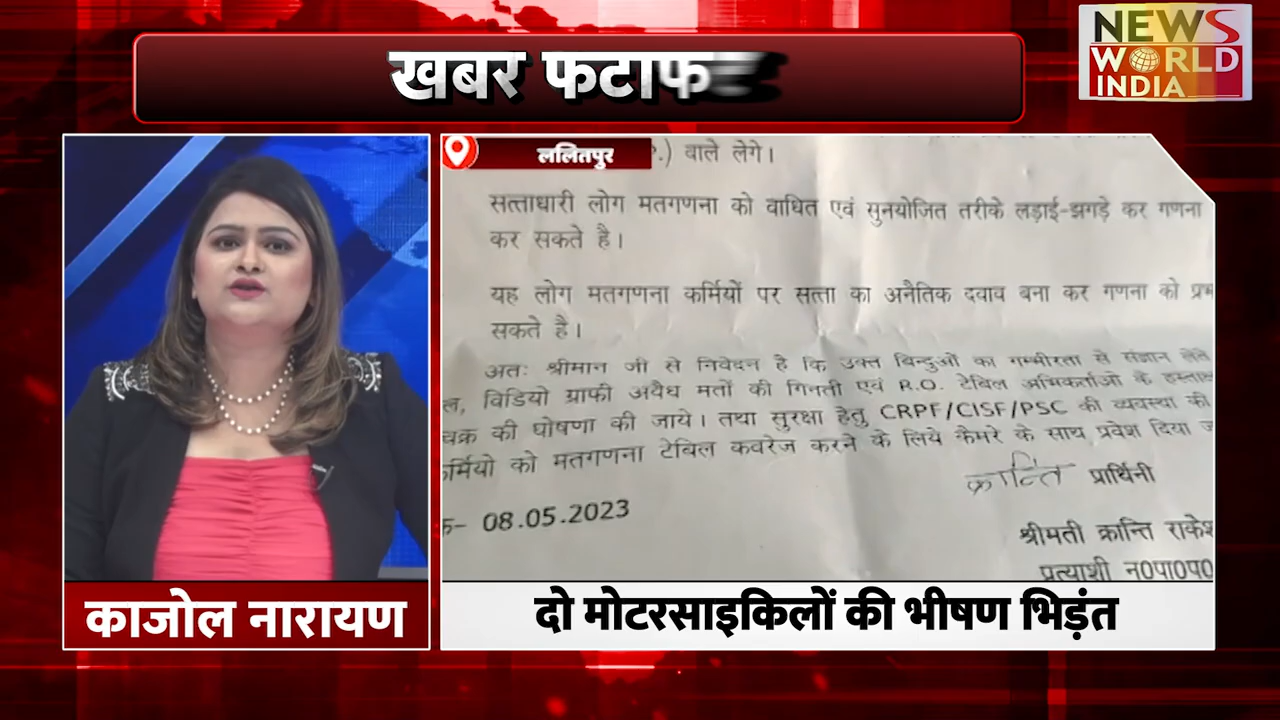 खबर फटाफट
NEWS
WORLD
INDIA
ललितपुर
.) वाले लेगे।
सत्ताधारी लोग मतगणना को वाधित एवं सुनयोजित तरीके लड़ाई-झगड़े कर गणना
कर सकते है।
यह लोग मतगणना कर्मियों पर सत्ता का अनैतिक दवाव बना कर गणना को प्रभ
सकते है।
अतः श्रीमान जी से निवेदन है कि उक्त विन्दुओं का गम्भीरता से संज्ञान लेते
ल, विडियो ग्राफी अवैध मतों की गिनती एवं R.O. टेविल अभिकर्ताओ के हस्ताक्ष
चक्र की घोषणा की जाये। तथा सुरक्षा हेतु CRPF/CISF/PSC की व्यवस्था की
र्मियो को मतगणना टेविल कवरेज करने के लिये कैमरे के साथ प्रवेश दिया ज
क्रान्ति प्रार्थिनी
क- 08.05.2023
श्रीमती क्रान्ति राकेश
प्रत्याशी न0पा0प0
काजोल नारायण
दो मोटरसाइकिलों की भीषण भिड़ंत